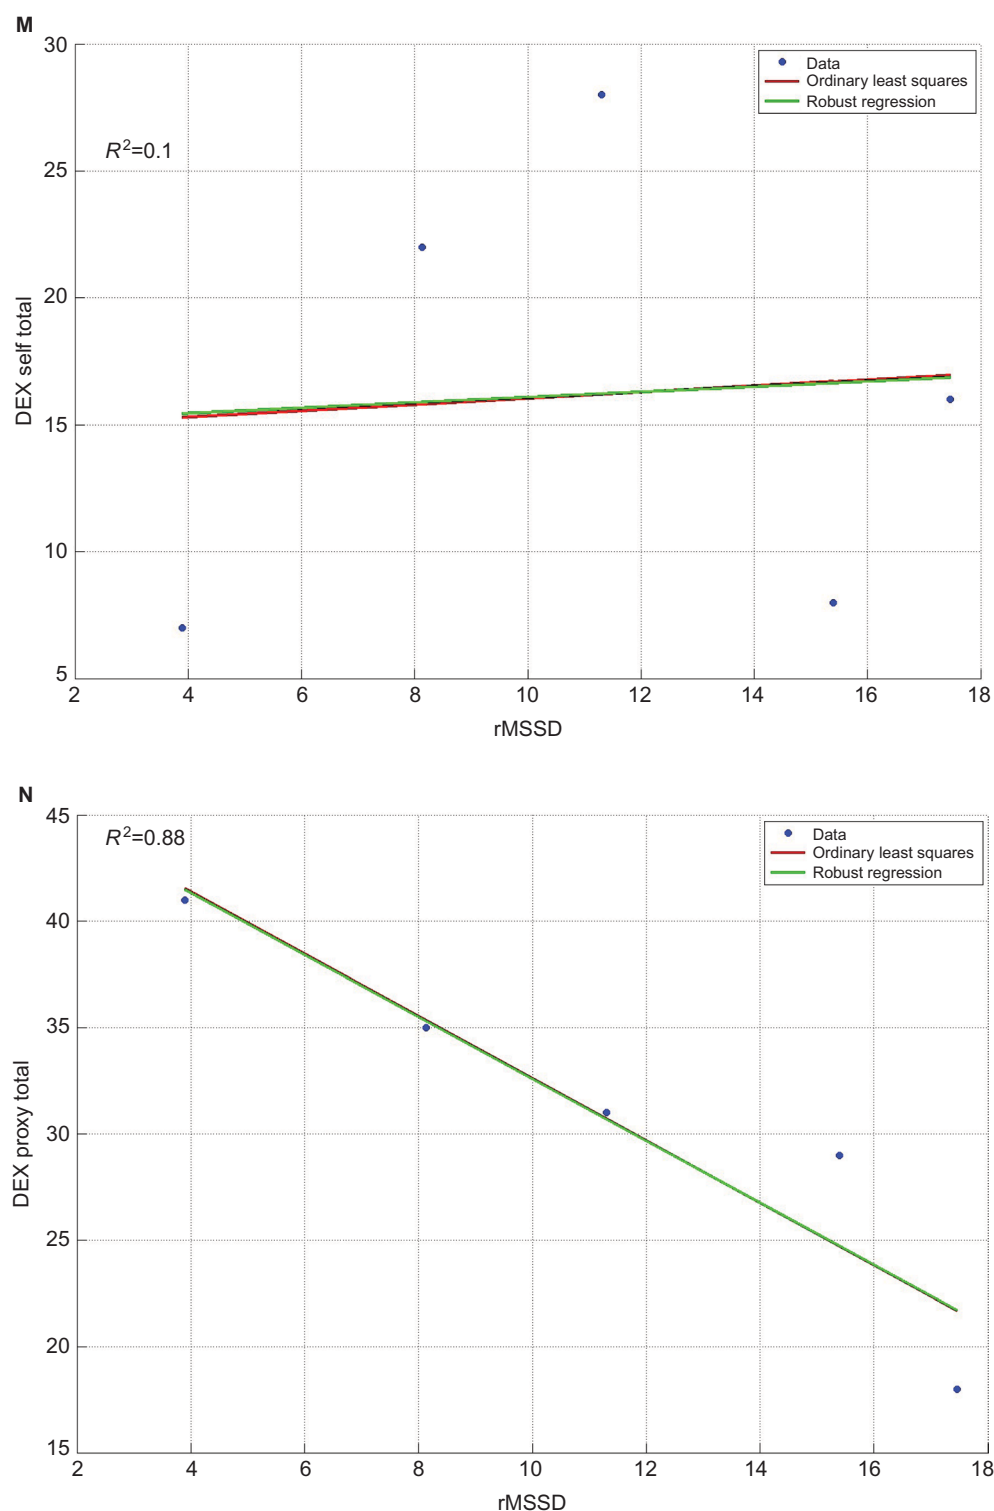 M
30
25
20
15
10
5
R²=0.1
Data
Ordinary least squares
Robust regression
DEX self total
2 4 6 8 10 12 14 16 18
rMSSD
N
45
40
35
30
25
20
15
R²=0.88
Data
Ordinary least squares
Robust regression
DEX proxy total
2 4 6 8 10 12 14 16 18
rMSSD